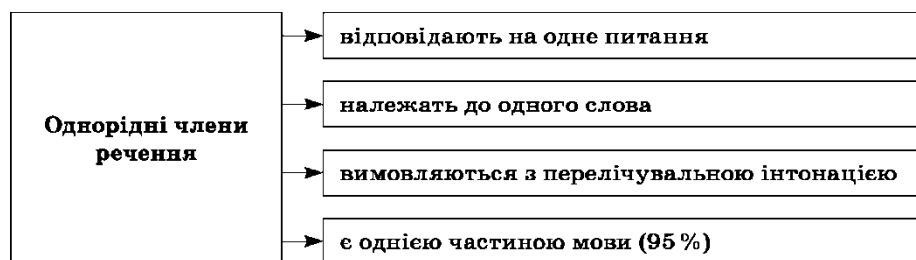 Однорідні члени
речення
відповідають на одне питання
належать до одного слова
вимовляються з перелічувальною інтонацією
є однією частиною мови (95 %)